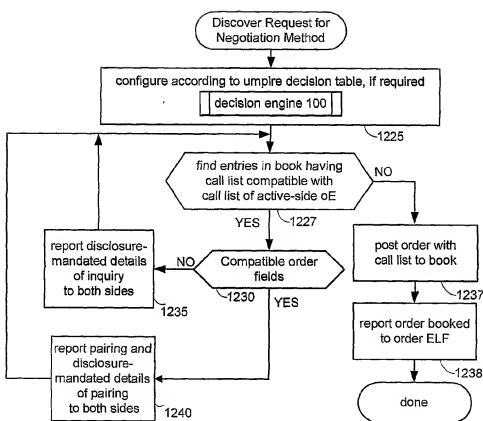 Discover Request for
Negotiation Method
configure according to umpire decision table, if required
decision engine 100
1225
find entries in book having
call list compatible with
call list of active-side oE
NO
YES
1227
report disclosure-
mandated details
of inquiry
to both sides
1235
NO
Compatible order
fields
1230
YES
post order with
call list to book
1237
report order booked
to order ELF
1238
report pairing and
disclosure-
mandated details
of pairing
to both sides
1240
done